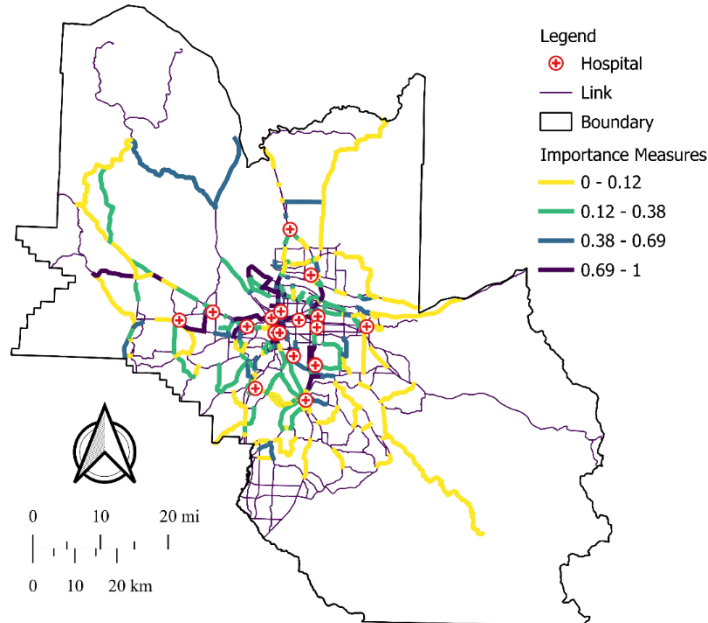 Legend
Hospital
Link
Boundary
Importance Measures
0 - 0.12
0.12 - 0.38
0.38 - 0.69
0.69 - 1
0 10 20 mi
0 10 20 km